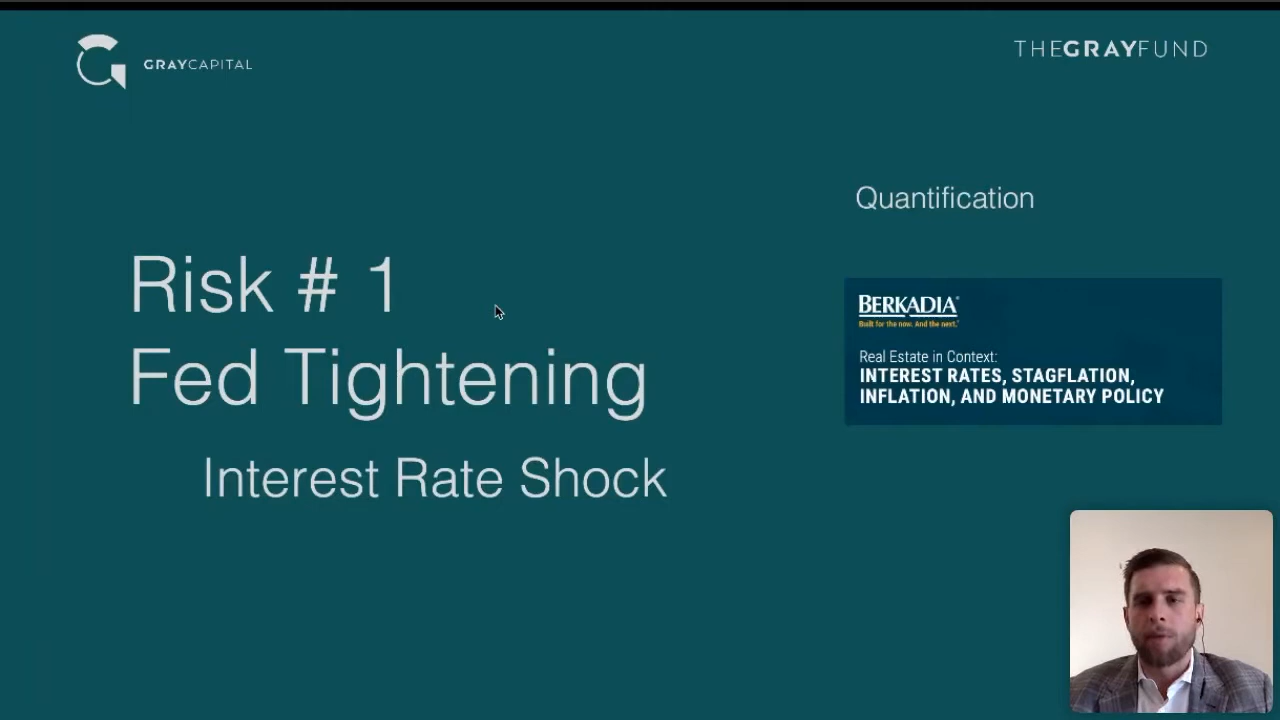 GRAYCAPITAL
THEGRAYFUND
Quantification
Risk # 1
Fed Tightening
Interest Rate Shock
BERKADIA®
Built for the now. And the next.®
Real Estate in Context:
INTEREST RATES, STAGFLATION,
INFLATION, AND MONETARY POLICY